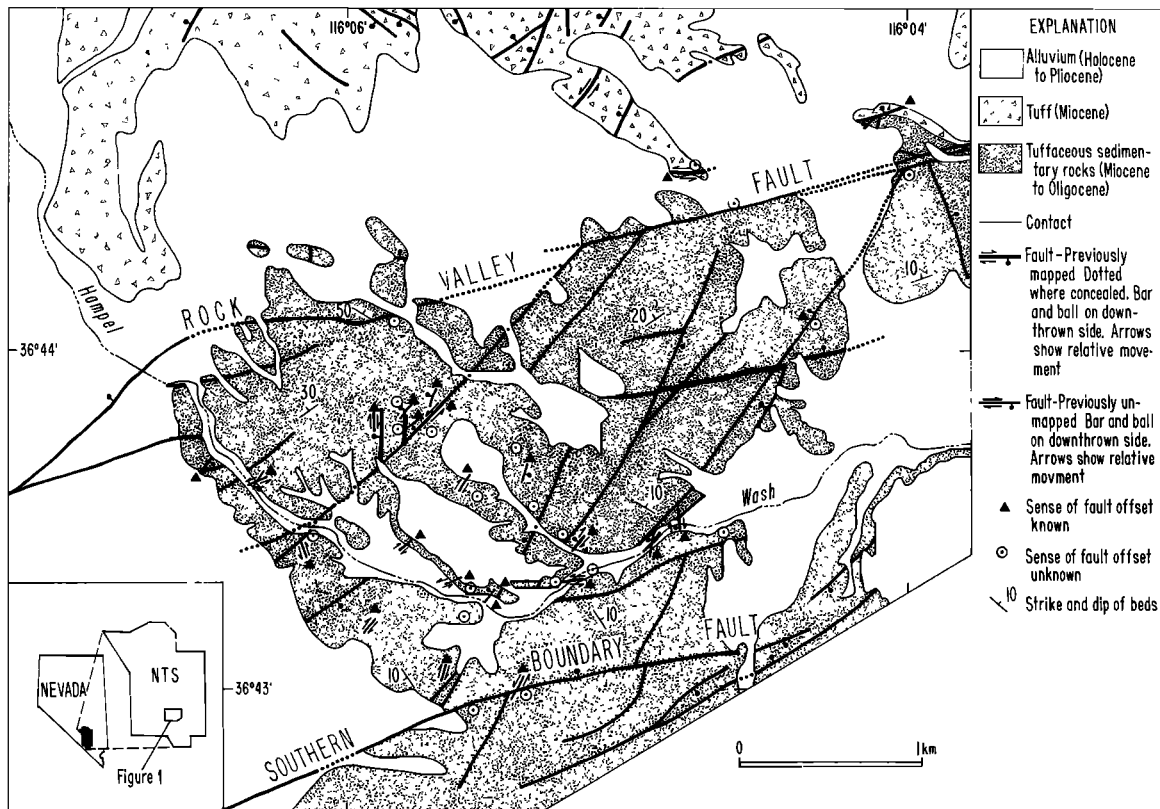 116°06'
116°04'
EXPLANATION
Alluvium (Holocene
to Pliocene)
Tuff (Miocene)
Tuffaceous sedimen-
tary rocks (Miocene
to Oligocene)
Contact
Fault-Previously
mapped Dotted
where concealed. Bar
and ball on down-
thrown side. Arrows
show relative move-
ment
Fault-Previously un-
mapped Bar and ball
on downthrown side.
Arrows show relative
movment
Sense of fault offset
known
Sense of fault offset
unknown
10 Strike and dip of beds
ROCK VALLEY FAULT
Hampel
Wash
36°44'
50
20
10
30
10
10
10
BOUNDARY
FAULT
SOUTHERN
36°43'
NEVADA
NTS
Figure 1
0
1km